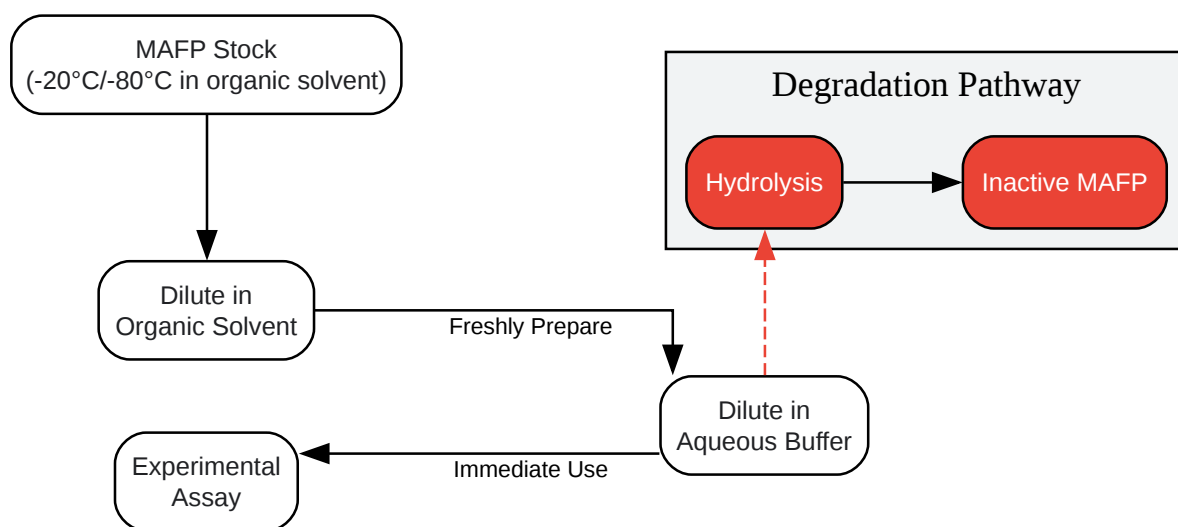 MAFP Stock
(-20°C/-80°C in organic solvent)
Degradation Pathway
Hydrolysis
Inactive MAFP
Dilute in
Organic Solvent
Freshly Prepare
Dilute in
Aqueous Buffer
Immediate Use
Experimental
Assay